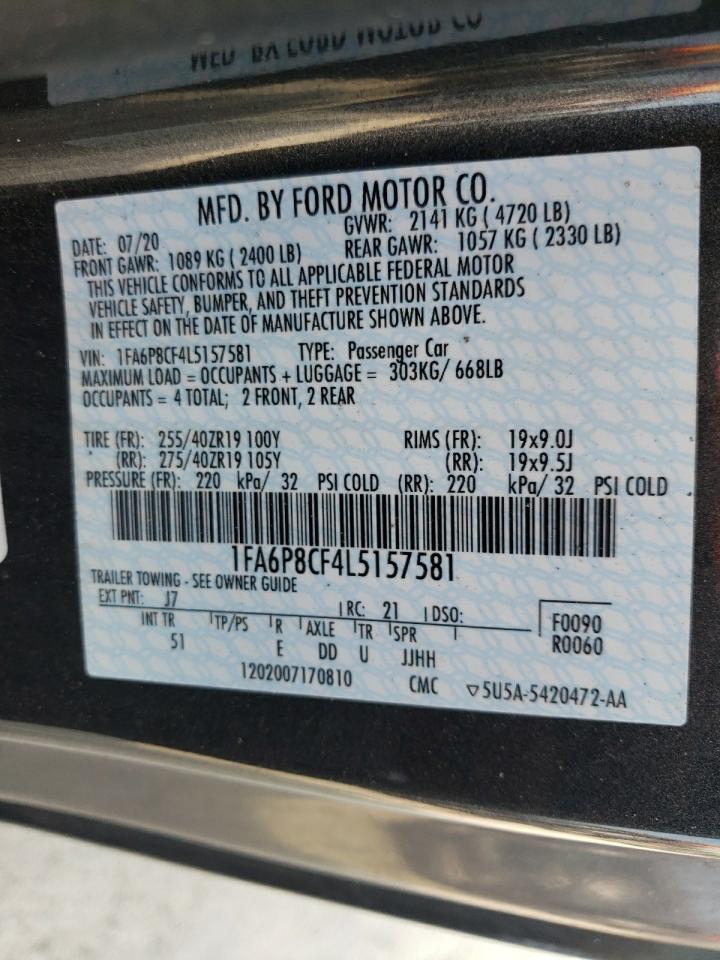 MFD. BY FORD MOTOR CO
MFD. BY FORD MOTOR CO.
DATE: 07/20 GVWR: 2141 KG ( 4720 LB)
FRONT GAWR: 1089 KG ( 2400 LB) REAR GAWR: 1057 KG ( 2330 LB)
THIS VEHICLE CONFORMS TO ALL APPLICABLE FEDERAL MOTOR
VEHICLE SAFETY, BUMPER, AND THEFT PREVENTION STANDARDS
IN EFFECT ON THE DATE OF MANUFACTURE SHOWN ABOVE.
VIN: 1FA6P8CF4L5157581 TYPE: Passenger Car
MAXIMUM LOAD = OCCUPANTS + LUGGAGE = 303KG/ 668LB
OCCUPANTS = 4 TOTAL; 2 FRONT, 2 REAR
TIRE (FR): 255/40ZR19 100Y RIMS (FR): 19x9.0J
(RR): 275/40ZR19 105Y (RR): 19x9.5J
PRESSURE (FR): 220 kPa/ 32 PSI COLD (RR): 220 kPa/ 32 PSI COLD
1FA6P8CF4L5157581
TRAILER TOWING - SEE OWNER GUIDE
EXT PNT: J7 RC: 21 DSO: F0090
INT TR TP/PS R AXLE TR SPR R0060
51 E DD U JJHH
1202007170810 CMC ▽5U5A-5420472-AA